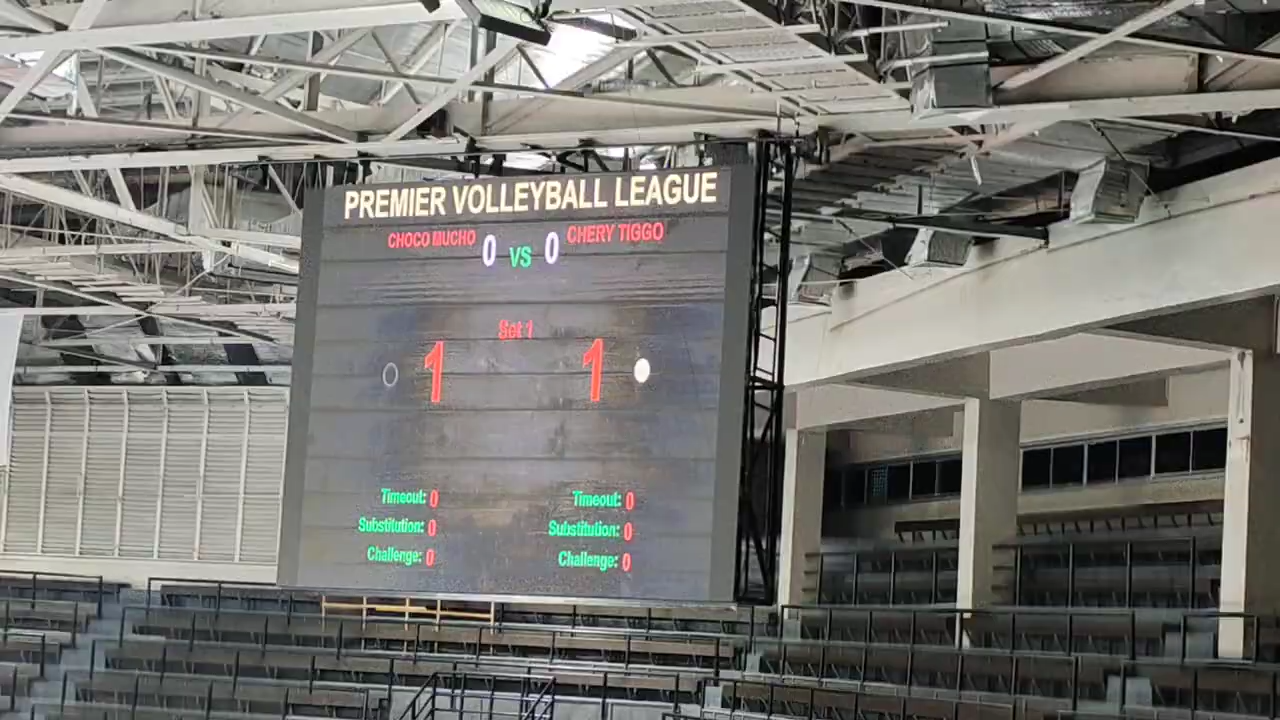 PREMIER VOLLEYBALL LEAGUE
CHOCO MUCHO 0 VS 0 CHERY TIGGO
Set 1
1 1
Timeout: 0 Timeout: 0
Substitution: 0 Substitution: 0
Challenge: 0 Challenge: 0